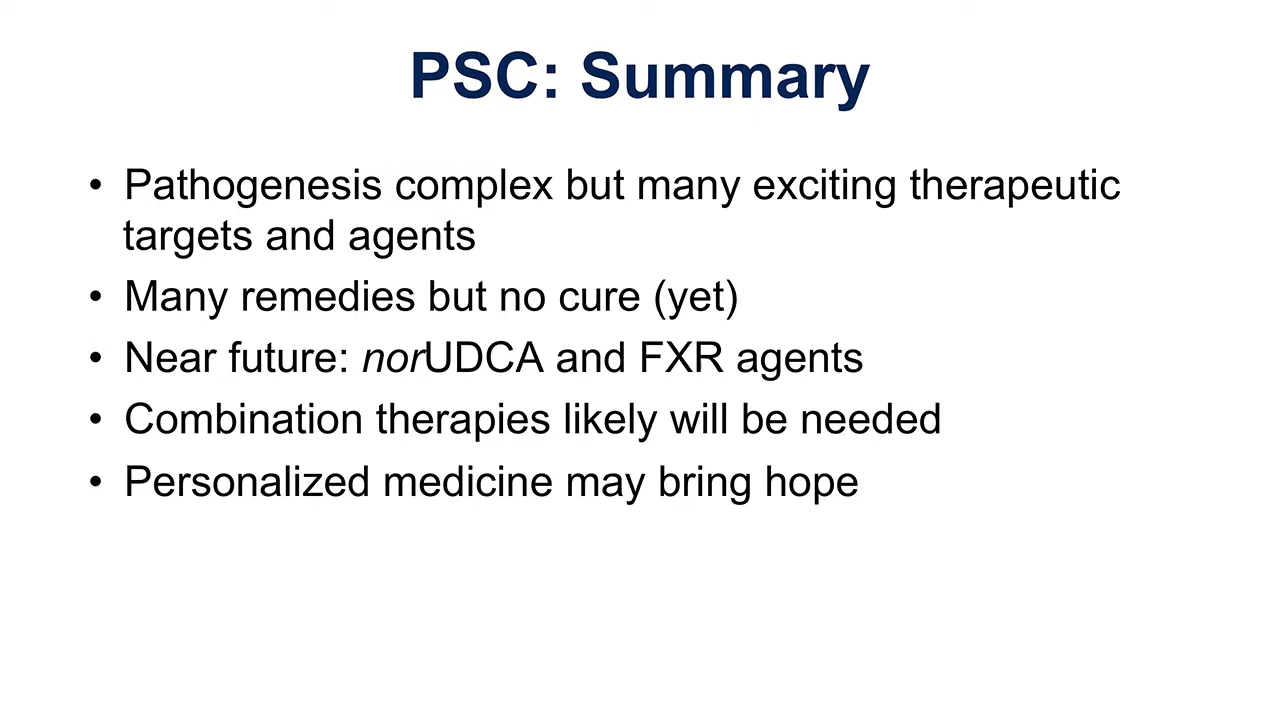 PSC: Summary
• Pathogenesis complex but many exciting therapeutic
targets and agents
• Many remedies but no cure (yet)
• Near future: norUDCA and FXR agents
• Combination therapies likely will be needed
• Personalized medicine may bring hope